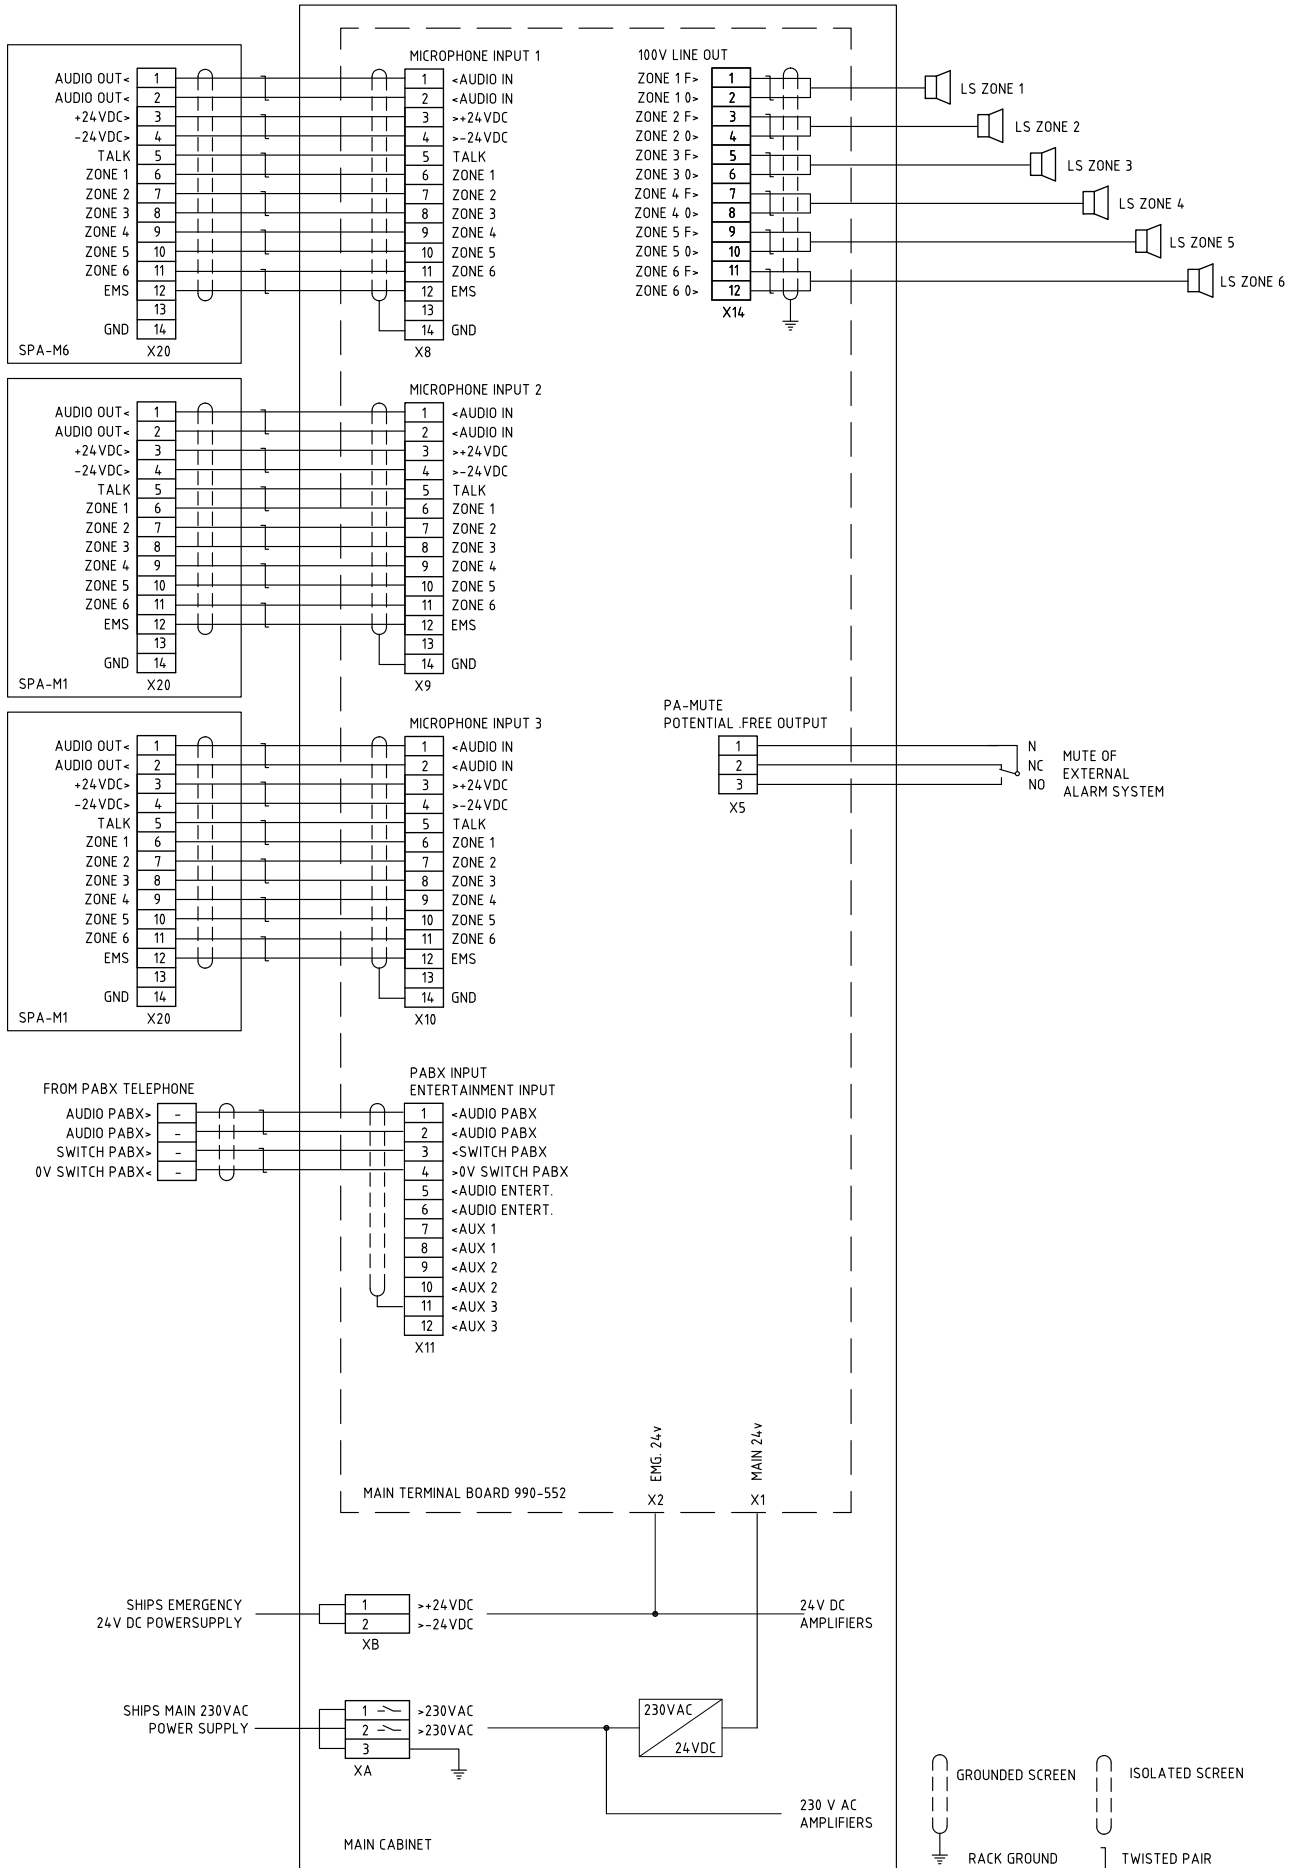 AUDIO OUT<
AUDIO OUT<
+24VDC>
-24VDC>
TALK
ZONE 1
ZONE 2
ZONE 3
ZONE 4
ZONE 5
ZONE 6
EMS
GND
1
2
3
4
5
6
7
8
9
10
11
12
13
14
SPA-M6
X20
MICROPHONE INPUT 1
1 <AUDIO IN
2 <AUDIO IN
3 >+24VDC
4 >-24VDC
5 TALK
6 ZONE 1
7 ZONE 2
8 ZONE 3
9 ZONE 4
10 ZONE 5
11 ZONE 6
12 EMS
13
14 GND
X8
100V LINE OUT
ZONE 1 F> 1
ZONE 1 0> 2
ZONE 2 F> 3
ZONE 2 0> 4
ZONE 3 F> 5
ZONE 3 0> 6
ZONE 4 F> 7
ZONE 4 0> 8
ZONE 5 F> 9
ZONE 5 0> 10
ZONE 6 F> 11
ZONE 6 0> 12
X14
LS ZONE 1
LS ZONE 2
LS ZONE 3
LS ZONE 4
LS ZONE 5
LS ZONE 6
AUDIO OUT< 1
AUDIO OUT< 2
+24VDC> 3
-24VDC> 4
TALK 5
ZONE 1 6
ZONE 2 7
ZONE 3 8
ZONE 4 9
ZONE 5 10
ZONE 6 11
EMS 12
13
GND 14
SPA-M1
X20
MICROPHONE INPUT 2
1 <AUDIO IN
2 <AUDIO IN
3 >+24VDC
4 >-24VDC
5 TALK
6 ZONE 1
7 ZONE 2
8 ZONE 3
9 ZONE 4
10 ZONE 5
11 ZONE 6
12 EMS
13
14 GND
X9
AUDIO OUT< 1
AUDIO OUT< 2
+24VDC> 3
-24VDC> 4
TALK 5
ZONE 1 6
ZONE 2 7
ZONE 3 8
ZONE 4 9
ZONE 5 10
ZONE 6 11
EMS 12
13
GND 14
SPA-M1
X20
MICROPHONE INPUT 3
1 <AUDIO IN
2 <AUDIO IN
3 >+24VDC
4 >-24VDC
5 TALK
6 ZONE 1
7 ZONE 2
8 ZONE 3
9 ZONE 4
10 ZONE 5
11 ZONE 6
12 EMS
13
14 GND
X10
PA-MUTE
POTENTIAL .FREE OUTPUT
1
2
3
X5
N
NC
NO
MUTE OF
EXTERNAL
ALARM SYSTEM
FROM PABX TELEPHONE
AUDIO PABX> -
AUDIO PABX> -
SWITCH PABX> -
0V SWITCH PABX< -
PABX INPUT
ENTERTAINMENT INPUT
1 <AUDIO PABX
2 <AUDIO PABX
3 <SWITCH PABX
4 >0V SWITCH PABX
5 <AUDIO ENTERT.
6 <AUDIO ENTERT.
7 <AUX 1
8 <AUX 1
9 <AUX 2
10 <AUX 2
11 <AUX 3
12 <AUX 3
X11
EMG. 24v
MAIN 24v
MAIN TERMINAL BOARD 990-552
X2
X1
SHIPS EMERGENCY
24V DC POWERSUPPLY
1 >+24VDC
2 >-24VDC
XB
24V DC
AMPLIFIERS
SHIPS MAIN 230VAC
POWER SUPPLY
1 >230VAC
2 >230VAC
3
XA
230VAC
24VDC
230 V AC
AMPLIFIERS
MAIN CABINET
GROUNDED SCREEN
ISOLATED SCREEN
RACK GROUND
TWISTED PAIR